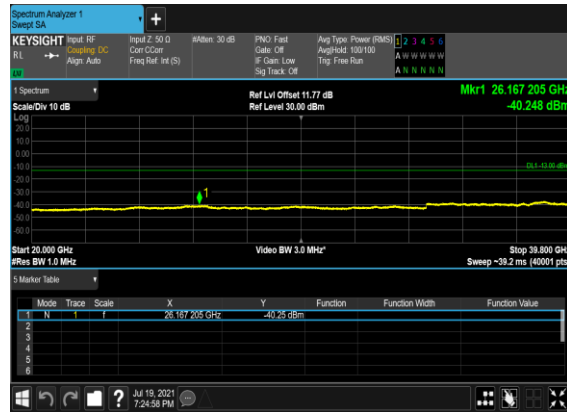 Spectrum Analyzer 1
Swept SA
KEYSIGHT Input: RF Input Z: 50 Ω #Atten: 30 dB PNO: Fast Avg Type: Power (RMS) 1 2 3 4 5 6
RL Coupling: DC Corr CCorr Gate: Off Avg|Hold: 100/100 A W W W W W
Align: Auto Freq Ref: Int (S) IF Gain: Low Trig: Free Run
Sig Track: Off A N N N N N
1 Spectrum Ref Lvl Offset 11.77 dB Mkr1 26.167 205 GHz
Scale/Div 10 dB Ref Level 30.00 dBm -40.248 dBm
Log
20.0
10.0
0.00
-10.0
DL1 -13.00 dBm
-20.0
-30.0
1
-40.0
-50.0
-60.0
Start 20.000 GHz Video BW 3.0 MHz* Stop 39.800 GHz
#Res BW 1.0 MHz Sweep ~39.2 ms (40001 pts)
5 Marker Table
Mode Trace Scale X Y Function Function Width Function Value
1 N 1 f 26.167 205 GHz -40.25 dBm
2
3
4
5
6
? Jul 19, 2021
7:24:58 PM